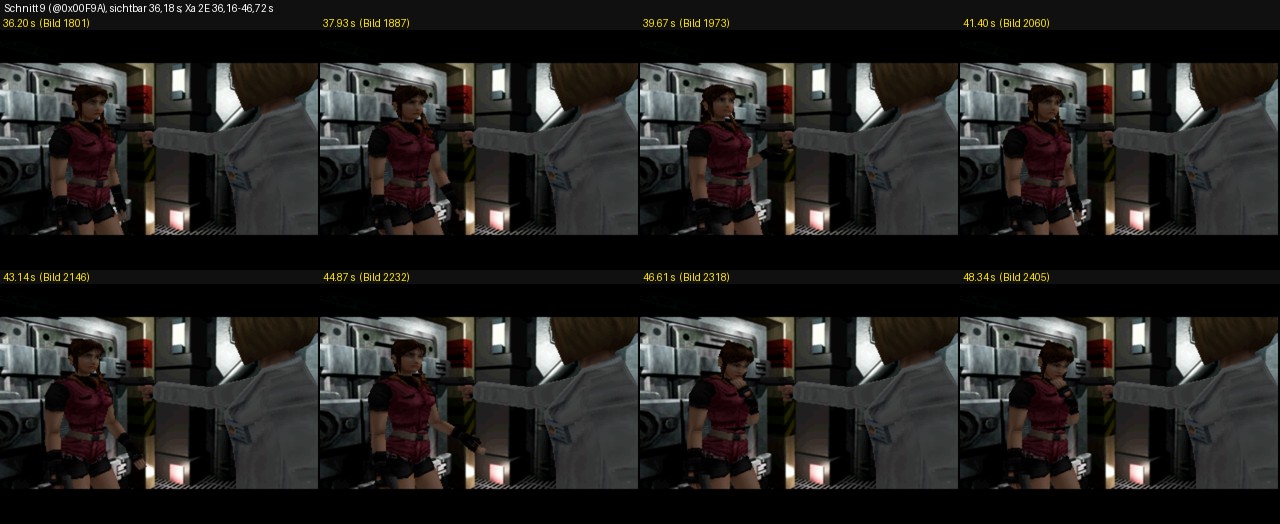 Schnitt 9 (@0x00F9A), sichtbar 36,18 s; Xa 2E 36,16-46,72 s
36.20 s (Bild 1801)
37.93 s (Bild 1887)
39.67 s (Bild 1973)
41.40 s (Bild 2060)
43.14 s (Bild 2146)
44.87 s (Bild 2232)
46.61 s (Bild 2318)
48.34 s (Bild 2405)